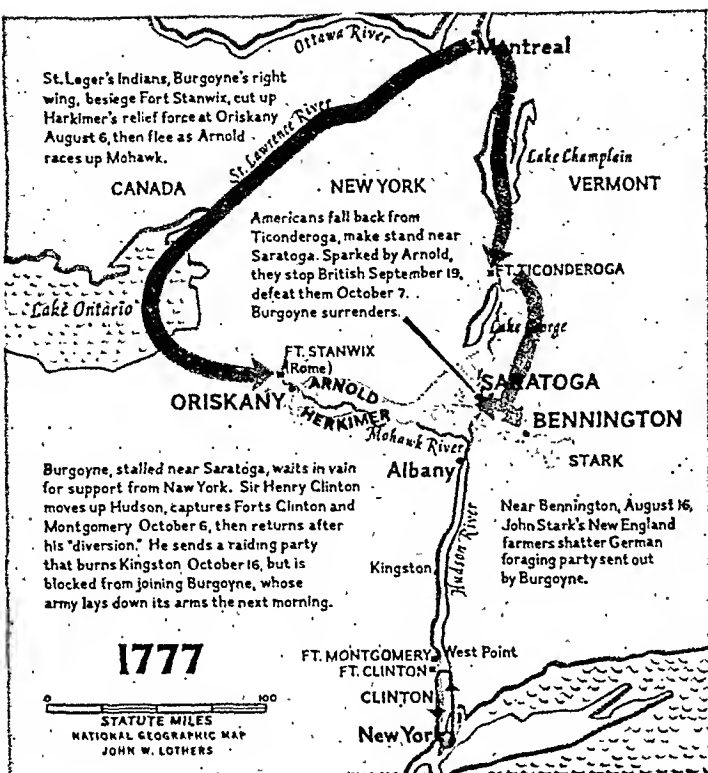 Ottawa River
Montreal
St. Leger's Indians, Burgoyne's right
wing, besiege Fort Stanwix, cut up
Harkimer's relief force at Oriskany
August 6, then flee as Arnold
races up Mohawk.
St. Lawrence River
Lake Champlain
CANADA
NEW YORK
VERMONT
Americans fall back from
Ticonderoga, make stand near
Saratoga. Sparked by Arnold,
they stop British September 19,
defeat them October 7.
Burgoyne surrenders.
FT. TICONDEROGA
Lake Ontario
Lake George
FT. STANWIX
(Rome)
ARNOLD
SARATOGA
ORISKANY
HERKIMER
BENNINGTON
Mohawk River
Albany
STARK
Burgoyne, stalled near Saratoga, waits in vain
for support from Naw York. Sir Henry Clinton
moves up Hudson, captures Forts Clinton and
Montgomery October 6, then returns after
his "diversion." He sends a raiding party
that burns Kingston October 16, but is
blocked from joining Burgoyne, whose
army lays down its arms the next morning.
Near Bennington, August 16,
John Stark's New England
farmers shatter German
foraging party sent out
by Burgoyne.
Hudson River
Kingston
1777
FT. MONTGOMERY
West Point
FT. CLINTON
CLINTON
New York
0 100
STATUTE MILES
NATIONAL GEOGRAPHIC MAP
JOHN W. LOTHERS